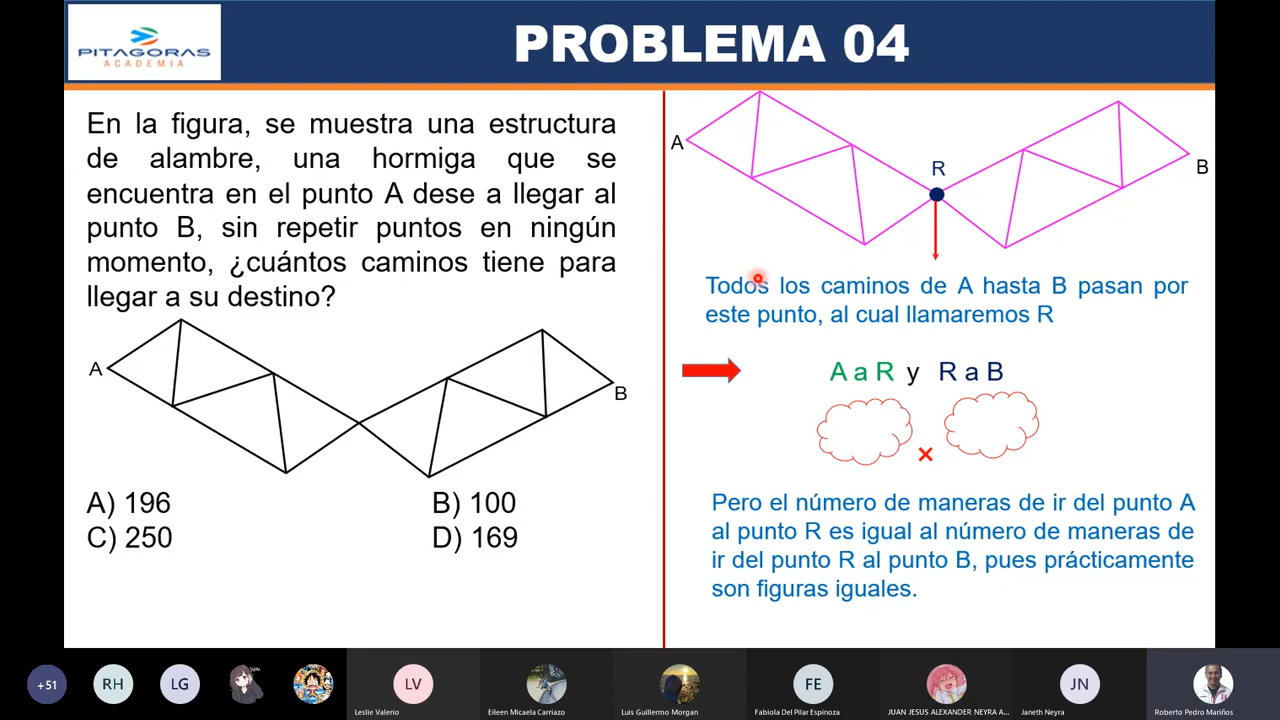 PITAGORAS
ACADEMIA
PROBLEMA 04
En la figura, se muestra una estructura
de alambre, una hormiga que se
encuentra en el punto A dese a llegar al
punto B, sin repetir puntos en ningún
momento, ¿cuántos caminos tiene para
llegar a su destino?
A
B
A) 196
B) 100
C) 250
D) 169
A
R
B
Todos los caminos de A hasta B pasan por
este punto, al cual llamaremos R
A a R y R a B
×
Pero el número de maneras de ir del punto A
al punto R es igual al número de maneras de
ir del punto R al punto B, pues prácticamente
son figuras iguales.
+51
RH
LG
LV
FE
JN
Leslie Valerio
Eileen Micaela Carriazo
Luis Guillermo Morgan
Fabiola Del Pilar Espinoza
JUAN JESUS ALEXANDER NEYRA A...
Janeth Neyra
Roberto Pedro Mariños